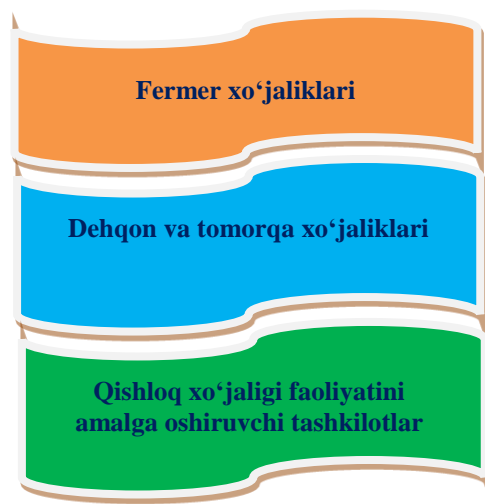 Fermer xo‘jaliklari
Dehqon va tomorqa xo‘jaliklari
Qishloq xo‘jaligi faoliyatini
amalga oshiruvchi tashkilotlar